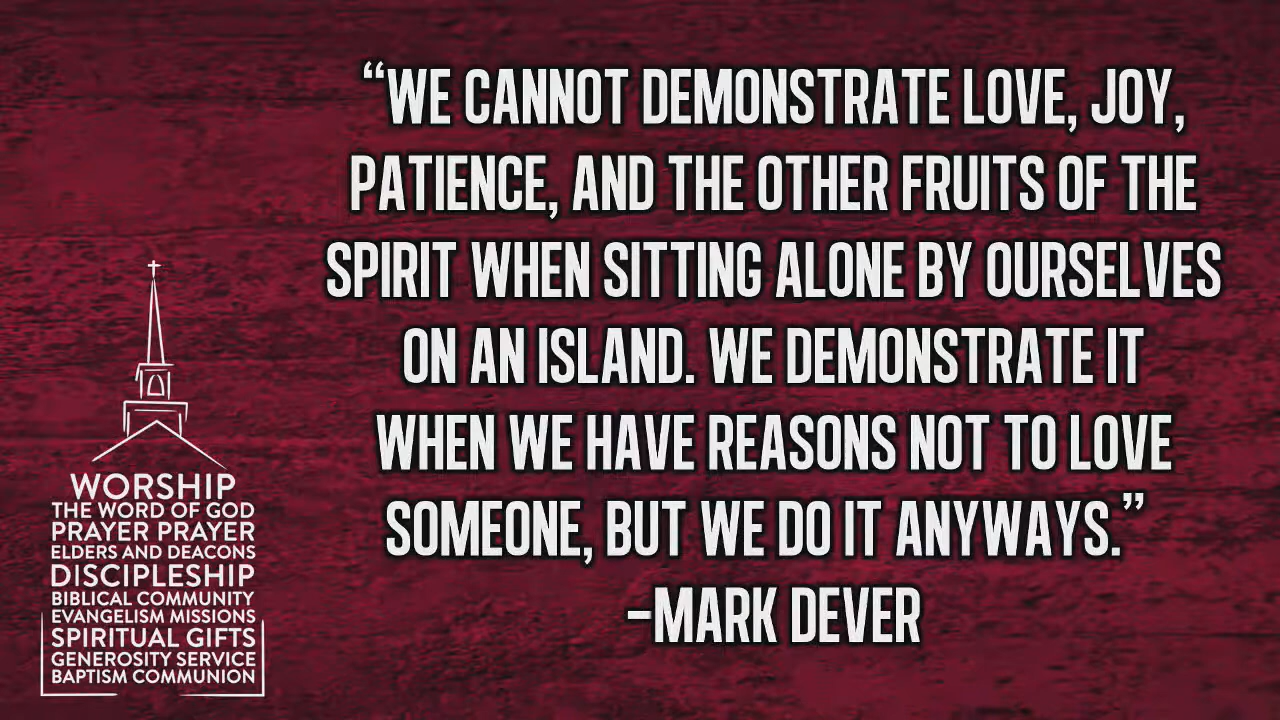 “WE CANNOT DEMONSTRATE LOVE, JOY,
PATIENCE, AND THE OTHER FRUITS OF THE
SPIRIT WHEN SITTING ALONE BY OURSELVES
ON AN ISLAND. WE DEMONSTRATE IT
WHEN WE HAVE REASONS NOT TO LOVE
SOMEONE, BUT WE DO IT ANYWAYS.”
-MARK DEVER
WORSHIP
THE WORD OF GOD
PRAYER PRAYER
ELDERS AND DEACONS
DISCIPLESHIP
BIBLICAL COMMUNITY
EVANGELISM MISSIONS
SPIRITUAL GIFTS
GENEROSITY SERVICE
BAPTISM COMMUNION